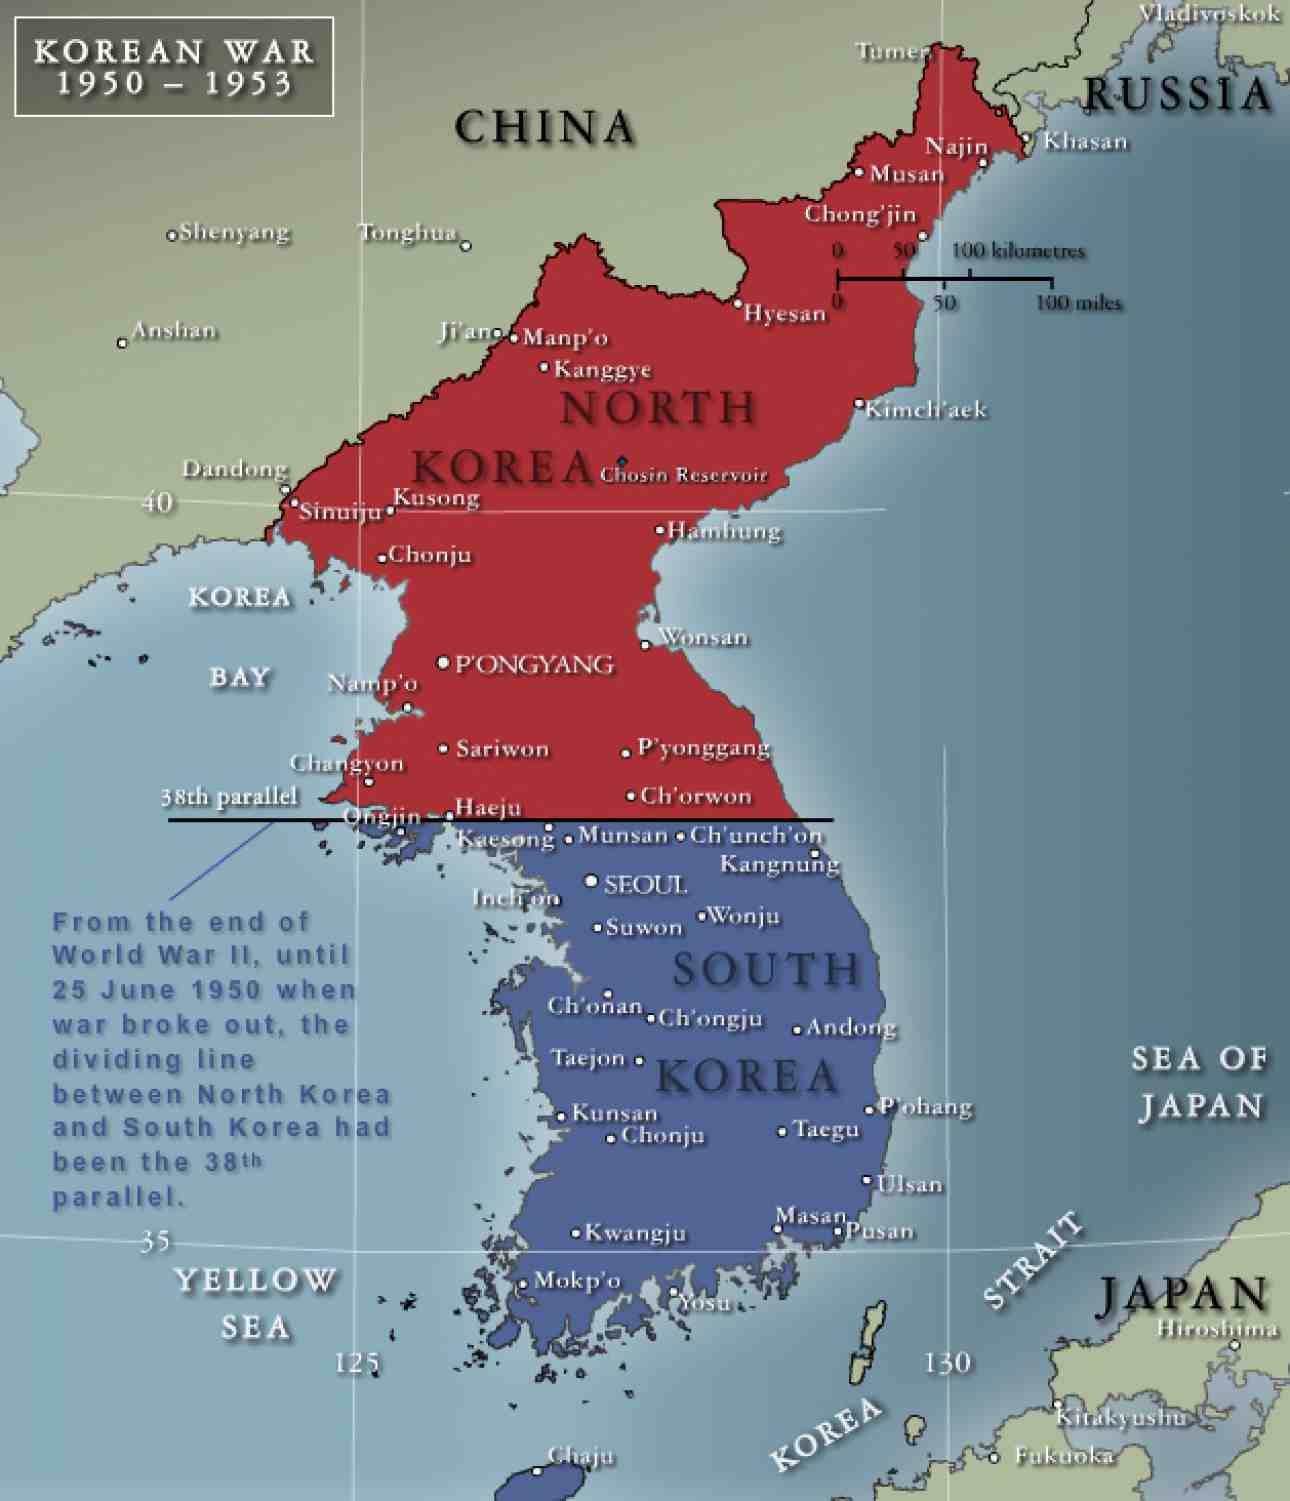 KOREAN WAR
1950 – 1953
Vladivoskok
Tumen
RUSSIA
CHINA
Khasan
Najin
Musan
Chong'jin
Shenyang
Tonghua
0 50 100 kilometres
0 50 100 miles
Hyesan
Anshan
Ji'an
Manp'o
Kanggye
NORTH
KOREA
Kimch'aek
Chosin Reservoir
Dandong
40
Sinuiju
Kusong
Hamhung
Chonju
KOREA
BAY
Wonsan
P'ONGYANG
Namp'o
Sariwon
P'yonggang
Changyon
38th parallel
Ch'orwon
Haeju
Ongjin
Kaesong
Munsan
Ch'unch'on
Kangnung
SEOUL
Inch'on
Wonju
Suwon
From the end of
World War II, until
25 June 1950 when
war broke out, the
dividing line
between North Korea
and South Korea had
been the 38th
parallel.
SOUTH
KOREA
Ch'onan
Ch'ongju
Andong
Taejon
SEA OF
JAPAN
Kunsan
P'ohang
Chonju
Taegu
Ulsan
Masan
Pusan
Kwangju
35
YELLOW
SEA
Mokp'o
Yosu
KOREA
STRAIT
JAPAN
Hiroshima
125
130
Kitakyushu
Fukuoka
Chaju